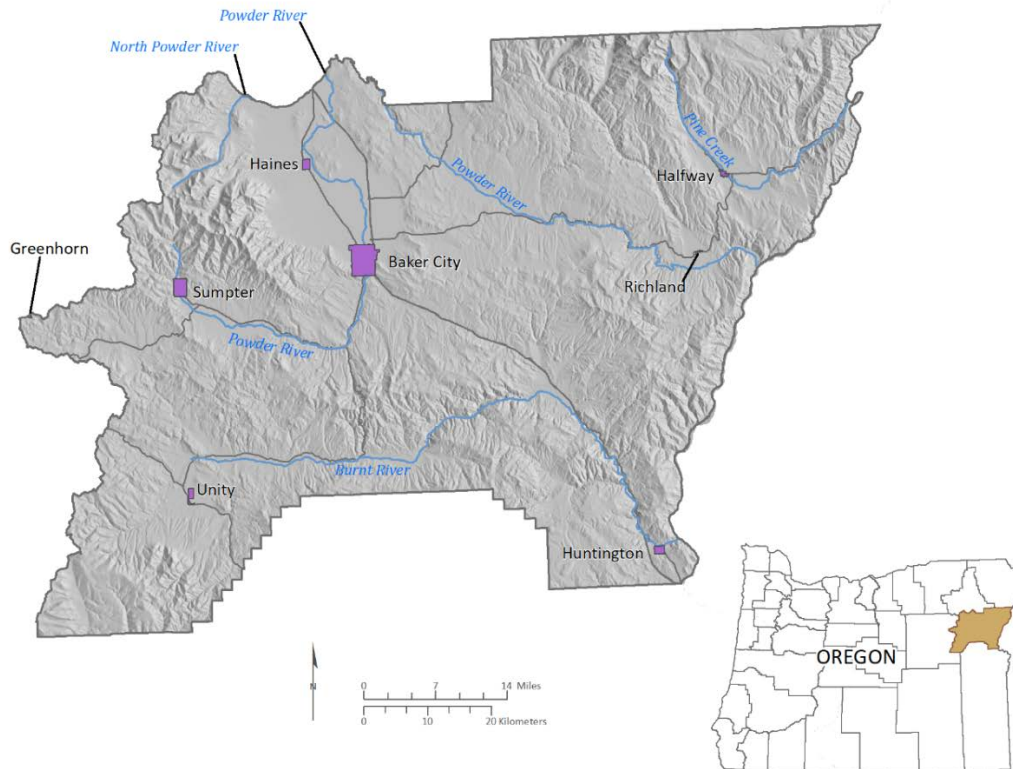 Powder River
North Powder River
Pine Creek
Haines
Powder River
Halfway
Greenhorn
Baker City
Richland
Sumpter
Powder River
Burnt River
Unity
Huntington
OREGON
N
0 7 14 Miles
0 10 20 Kilometers